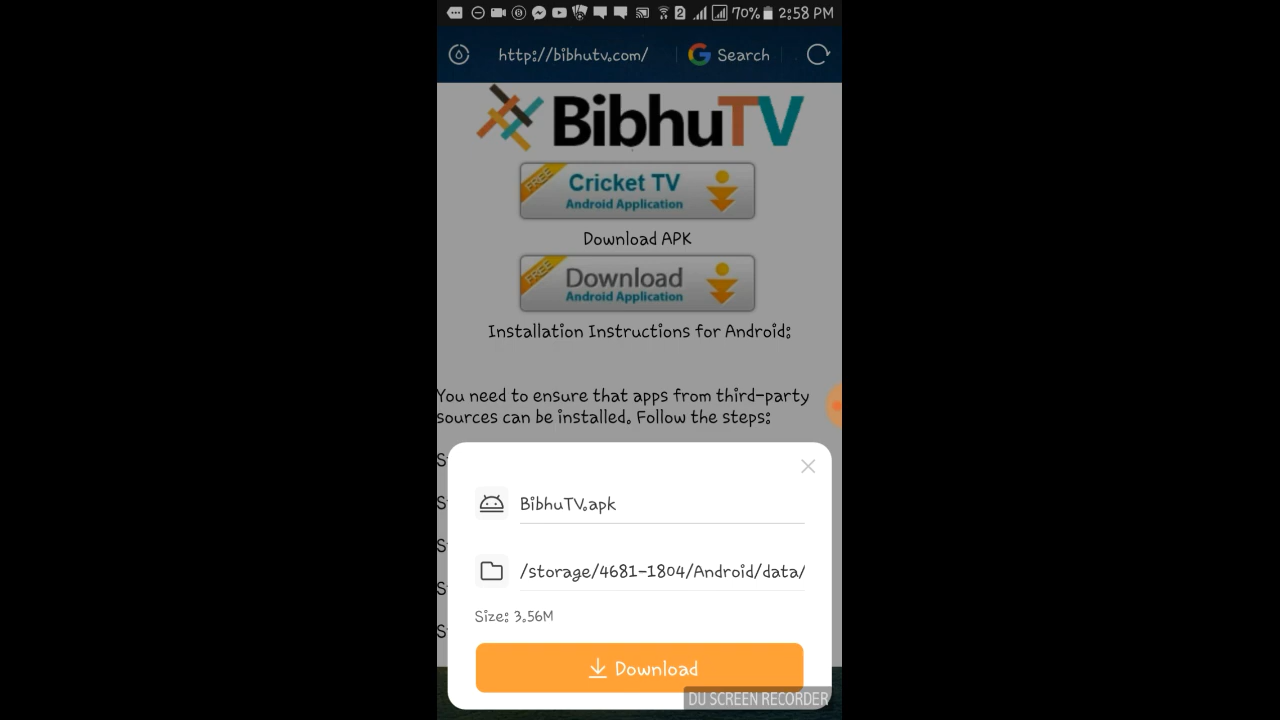 2 70% 2:58 PM
http://bibhutv.com/ Search
BibhuTV
FREE Cricket TV
Android Application
Download APK
FREE Download
Android Application
Installation Instructions for Android:
You need to ensure that apps from third-party
sources can be installed. Follow the steps:
S
S
S
S
S
BibhuTV.apk
/storage/4681-1804/Android/data/
Size: 3.56M
Download
DU SCREEN RECORDER